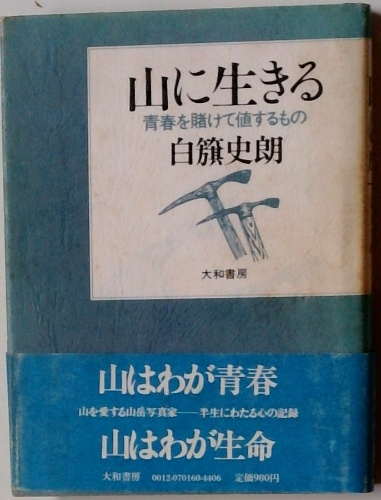 山に生きる
青春を賭けて値するもの
白籏史朗
大和書房
山はわが青春
山を愛する山岳写真家――半生にわたる心の記録
山はわが生命
大和書房 0012-070160-4406 定価980円